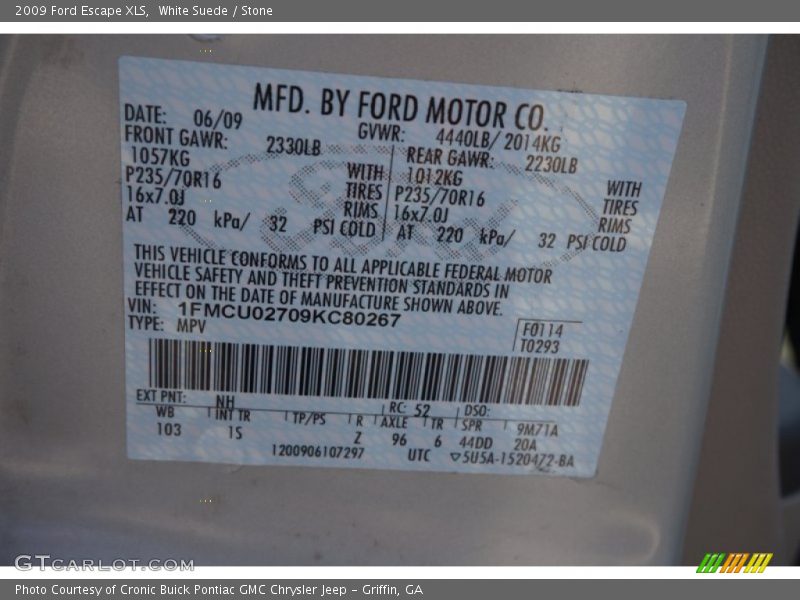 2009 Ford Escape XLS, White Suede / Stone
MFD. BY FORD MOTOR CO.
DATE: 06/09 GVWR: 4440LB/ 2014KG
FRONT GAWR: 2330LB REAR GAWR: 2230LB
1057KG WITH 1012KG WITH
P235/70R16 TIRES P235/70R16 TIRES
16x7.0J RIMS 16x7.0J RIMS
AT 220 kPa/ 32 PSI COLD AT 220 kPa/ 32 PSI COLD
THIS VEHICLE CONFORMS TO ALL APPLICABLE FEDERAL MOTOR
VEHICLE SAFETY AND THEFT PREVENTION STANDARDS IN
EFFECT ON THE DATE OF MANUFACTURE SHOWN ABOVE.
VIN: 1FMCU02709KC80267
TYPE: MPV
F0114
T0293
EXT PNT: NH RC: 52 DSO:
WB INT TR TP/PS R AXLE TR SPR 9M71A
103 1S Z 96 6 44DD 20A
1200906107297 UTC ▽5U5A-1520472-BA
GTCARLOT.COM
Photo Courtesy of Cronic Buick Pontiac GMC Chrysler Jeep – Griffin, GA